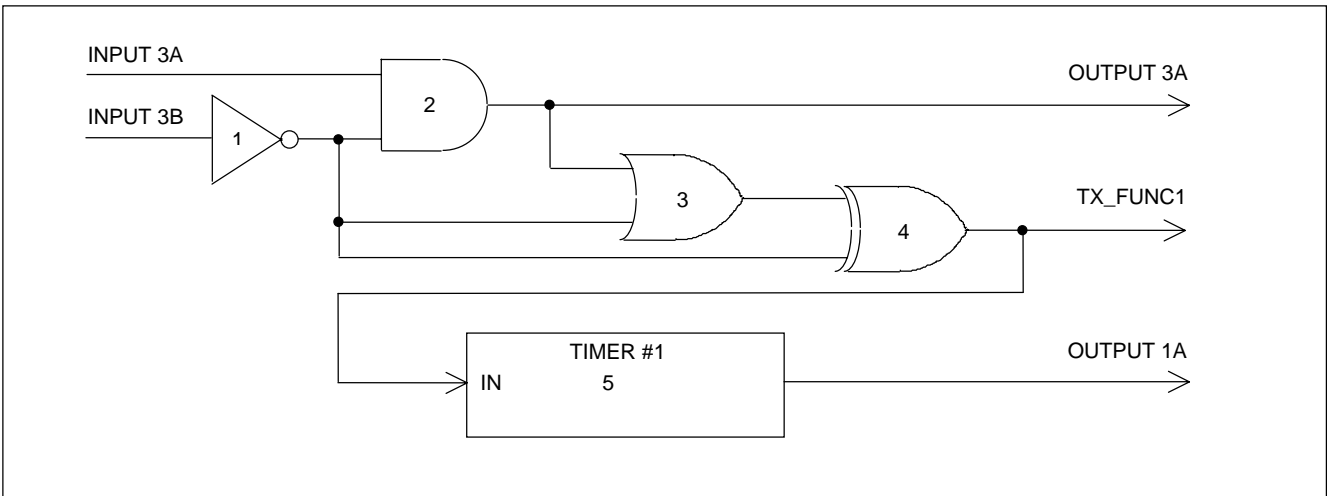 INPUT 3A
OUTPUT 3A
2
INPUT 3B
1
3
TX_FUNC1
4
TIMER #1
OUTPUT 1A
IN
5